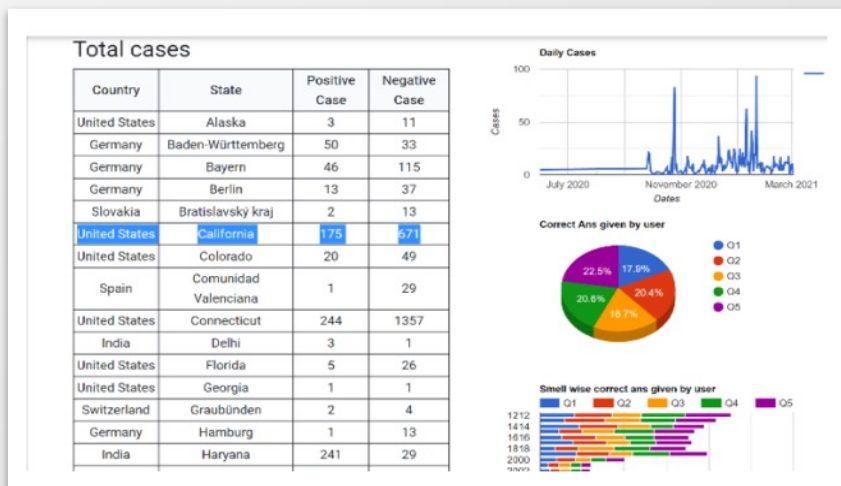 Total cases
Country State Positive Case Negative Case
United States Alaska 3 11
Germany Baden-Württemberg 50 33
Germany Bayern 46 115
Germany Berlin 13 37
Slovakia Bratislavský kraj 2 13
United States California 175 671
United States Colorado 20 49
Spain Comunidad Valenciana 1 29
United States Connecticut 244 1357
India Delhi 3 1
United States Florida 5 26
United States Georgia 1 1
Switzerland Graubünden 2 4
Germany Hamburg 1 13
India Haryana 241 29
Daily Cases
100
50
0
Cases
July 2020 November 2020 March 2021
Dates
Correct Ans given by user
22.5% 17.9%
20.6% 20.4%
18.7%
Q1
Q2
Q3
Q4
Q5
Smell wise correct ans given by user
Q1 Q2 Q3 Q4 Q5
1212
1414
1616
1818
2000